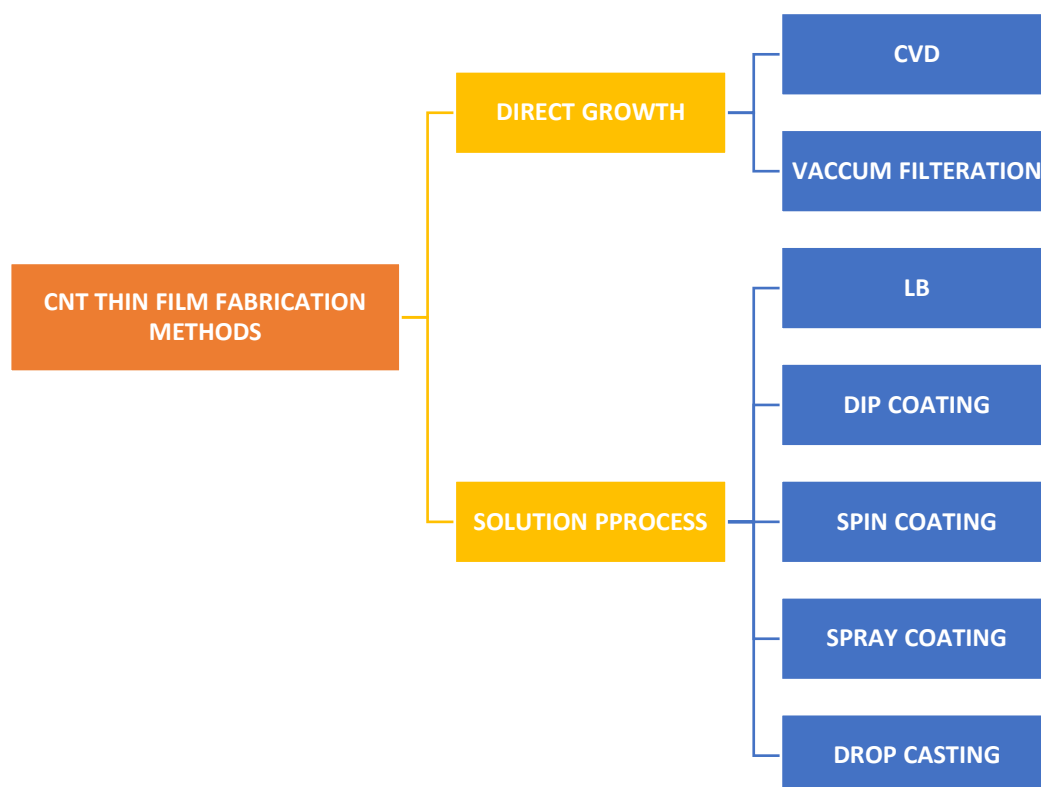 CVD
DIRECT GROWTH
VACCUM FILTERATION
CNT THIN FILM FABRICATION
METHODS
LB
DIP COATING
SOLUTION PPROCESS
SPIN COATING
SPRAY COATING
DROP CASTING